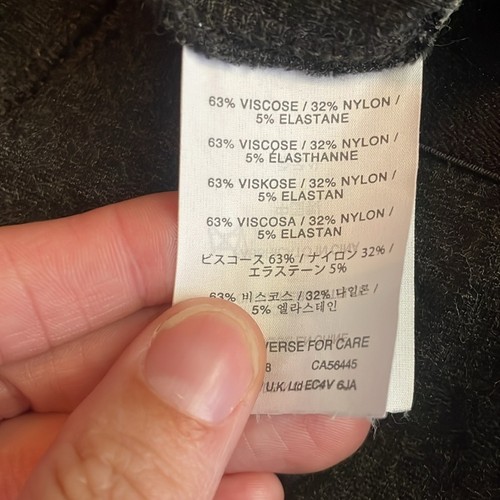 63% VISCOSE / 32% NYLON /
5% ELASTANE
63% VISCOSE / 32% NYLON /
5% ÉLASTHANNE
63% VISKOSE / 32% NYLON /
5% ELASTAN
63% VISCOSA / 32% NYLON /
5% ELASTAN
ビスコース 63% / ナイロン 32% /
エラステーン 5%
63% 비스코스 / 32% 나일론 /
5% 엘라스테인
VERSE FOR CARE
8 CA56445
U.K. Ltd EC4V 6JA